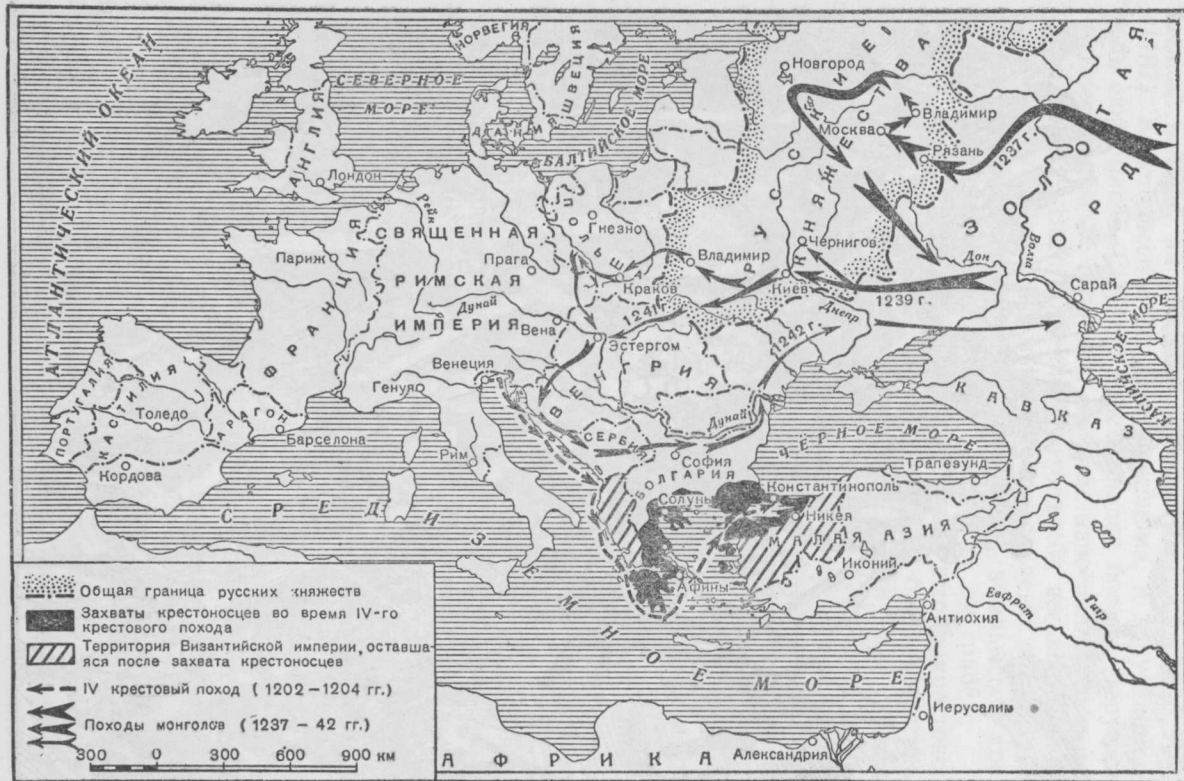 АТЛАНТИЧЕСКИЙ ОКЕАН
НОРВЕГИЯ
ШВЕЦИЯ
СЕВЕРНОЕ
МОРЕ
ДАНИЯ
БАЛТИЙСКОЕ МОРЕ
АНГЛИЯ
Лондон
Новгород
РУССКИЕ КНЯЖЕСТВА
Москва
Владимир
Рязань
1237 г.
ЗОЛОТАЯ ОРДА
Рейн
СВЯЩЕННАЯ
РИМСКАЯ
ИМПЕРИЯ
ПОЛЬША
Гнезно
Париж
Прага
Краков
Владимир
Чернигов
Киев
Дон
Волга
Сарай
1239 г.
Днепр
ФРАНЦИЯ
Дунай
Вена
1241 г.
1242 г.
Эстергом
ВЕНГРИЯ
КАСПИЙСКОЕ МОРЕ
Венеция
Генуя
ПОРТУГАЛИЯ
КАСТИЛИЯ
АРАГОН
Толедо
Барселона
Кордова
Рим
СЕРБИЯ
Дунай
София
БОЛГАРИЯ
ЧЕРНОЕ МОРЕ
КАВКАЗ
Трапезунд
Константинополь
Солунь
Никея
МАЛАЯ АЗИЯ
Иконий
Афины
СРЕДИЗЕМНОЕ МОРЕ
Евфрат
Тигр
Антиохия
Иерусалим
Александрия
АФРИКА
Общая граница русских княжеств
Захваты крестоносцев во время IV-го
крестового похода
Территория Византийской империи, оставша-
яся после захвата крестоносцев
IV крестовый поход (1202–1204 гг.)
Походы монголов (1237 – 42 гг.)
300 0 300 600 900 км